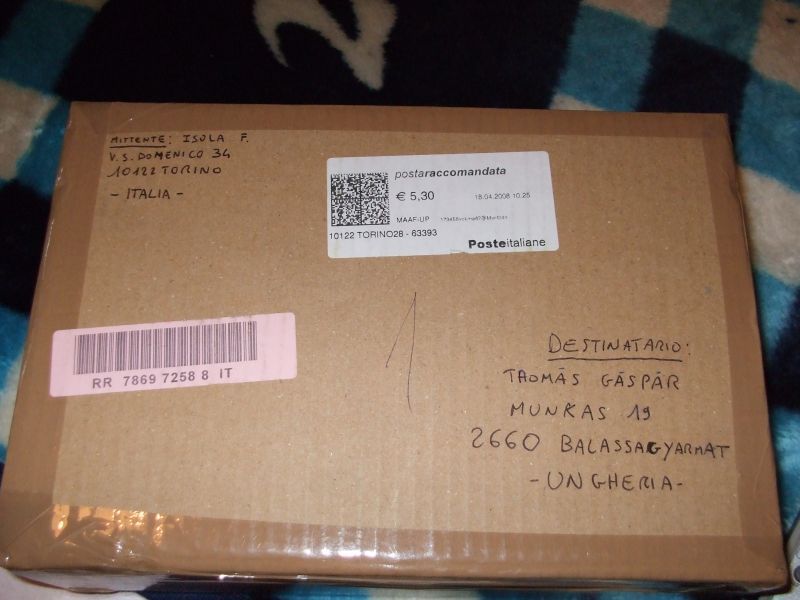 MITTENTE: ISOLA F.
V. S. DOMENICO 34
10122 TORINO
- ITALIA -
postaraccomandata
€ 5,30
18.04.2008 10.25
MAAF/UP
10122 TORINO28 - 63393
Posteitaliane
1
RR 7869 7258 8 IT
DESTINATARIO:
TAOMÁS GÁSPÁR
MUNKAS 19
2660 BALASSAGYARMAT
- UNGHERIA -